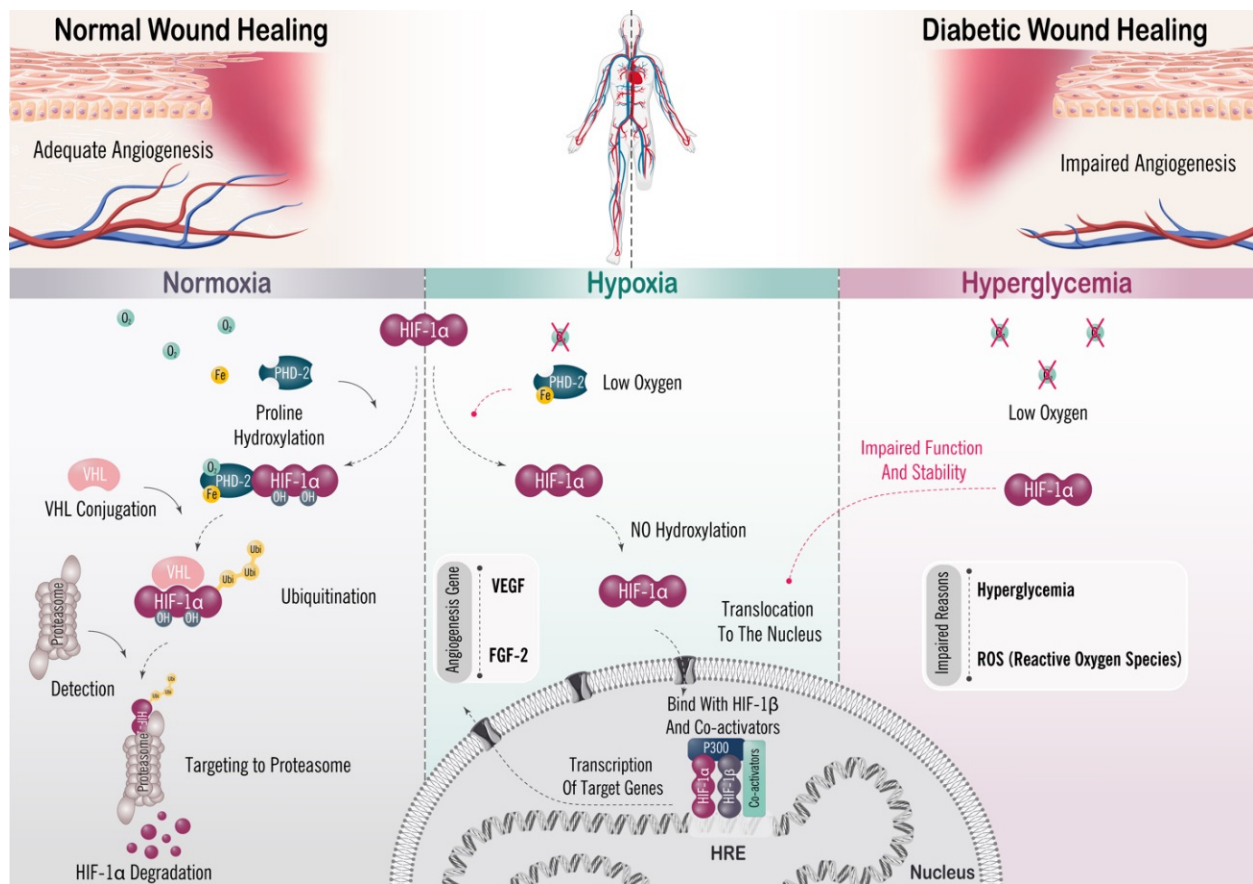 Normal Wound Healing
Diabetic Wound Healing
Adequate Angiogenesis
Impaired Angiogenesis
Normoxia
Hypoxia
Hyperglycemia
O₂
O₂
O₂
Fe
PHD-2
Proline
Hydroxylation
HIF-1α
PHD-2
Fe
Low Oxygen
Low Oxygen
VHL
VHL Conjugation
O₂
PHD-2
Fe
HIF-1α
OH
OH
HIF-1α
NO Hydroxylation
Impaired Function
And Stability
HIF-1α
VHL
HIF-1α
OH
OH
Ubi
Ubi
Ubi
Ubi
Ubiquitination
Proteasome
Detection
HIF-1α
Translocation
To The Nucleus
Angiogenesis Gene
VEGF
FGF-2
Impaired Reasons
Hyperglycemia
ROS (Reactive Oxygen Species)
Ubi
Ubi
Ubi
Proteasome
Targeting to Proteasome
HIF-1α Degradation
Bind With HIF-1β
And Co-activators
P300
HIF-1α
HIF-1β
Co-activators
Transcription
Of Target Genes
HRE
Nucleus